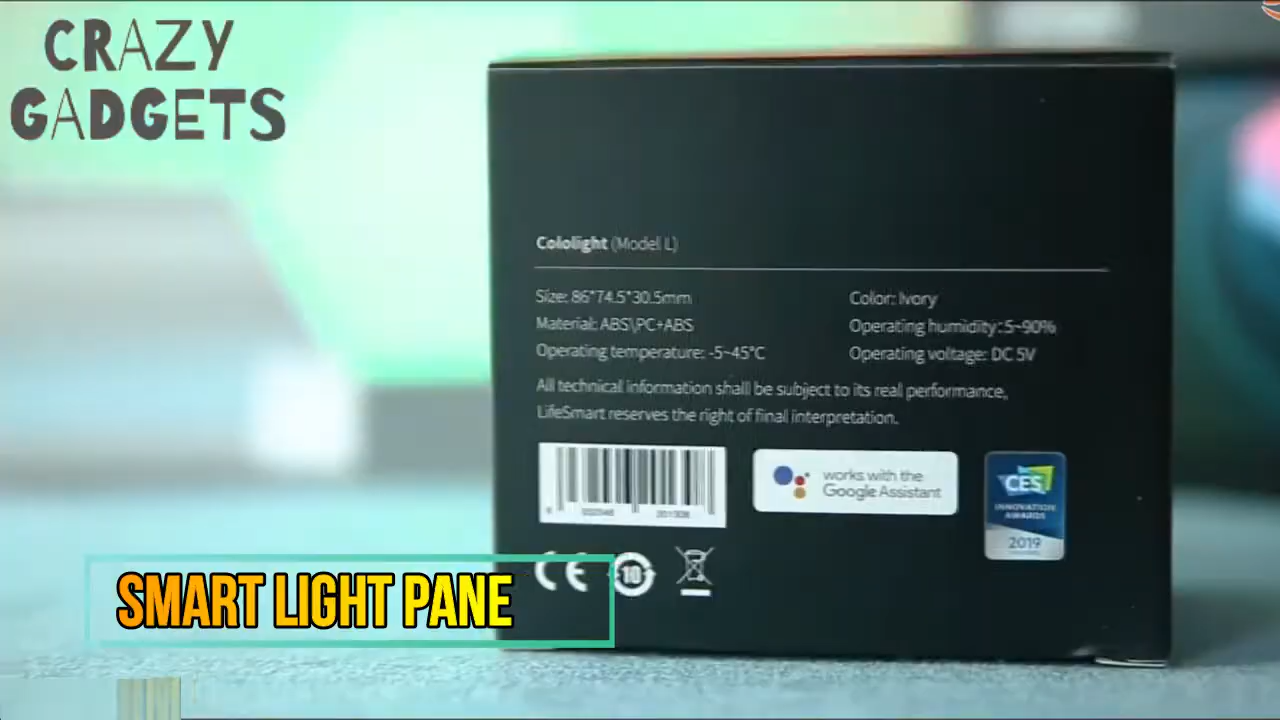 CRAZY
GADGETS
Cololight (Model L)
Size: 86*74.5*30.5mm
Color: Ivory
Material: ABS\PC+ABS
Operating humidity:5~90%
Operating temperature: -5~45°C
Operating voltage: DC 5V
All technical information shall be subject to its real performance,
LifeSmart reserves the right of final interpretation.
works with the
Google Assistant
CES
INNOVATION
AWARDS
2019
CE
10
SMART LIGHT PANE